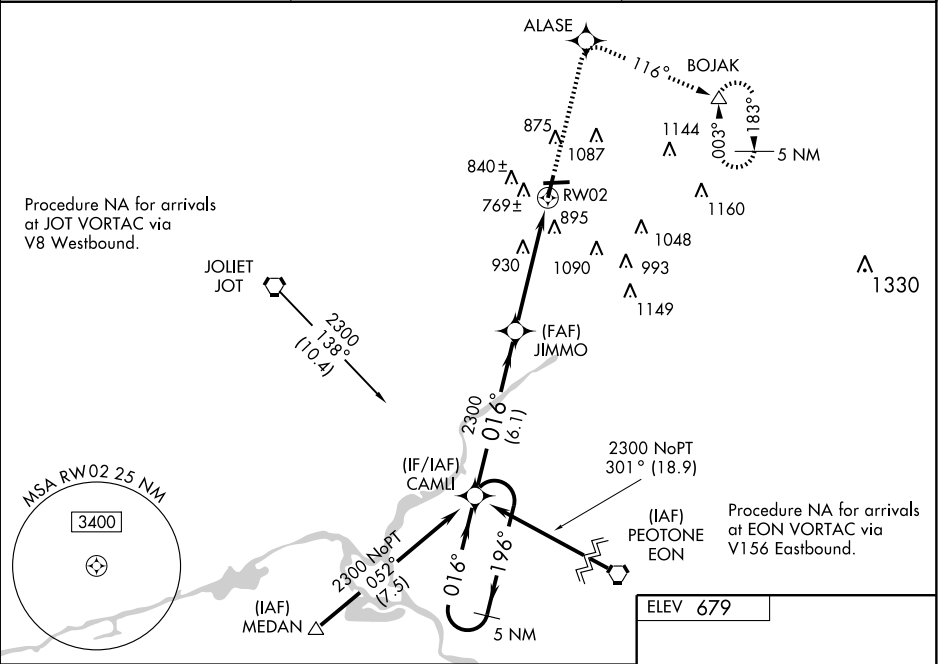 ALASE
116°
BOJAK
003°
183°
5 NM
875
1087
1144
840±
769±
RW02
895
1160
1048
930
1090
993
1149
1330
Procedure NA for arrivals
at JOT VORTAC via
V8 Westbound.
JOLIET
JOT
2300
138°
(10.4)
(FAF)
JIMMO
2300
016°
(6.1)
(IF/IAF)
CAMLI
2300 NoPT
301° (18.9)
MSA RW02 25 NM
3400
2300 NoPT
052°
(7.5)
016°
196°
5 NM
(IAF)
MEDAN
(IAF)
PEOTONE
EON
Procedure NA for arrivals
at EON VORTAC via
V156 Eastbound.
ELEV 679